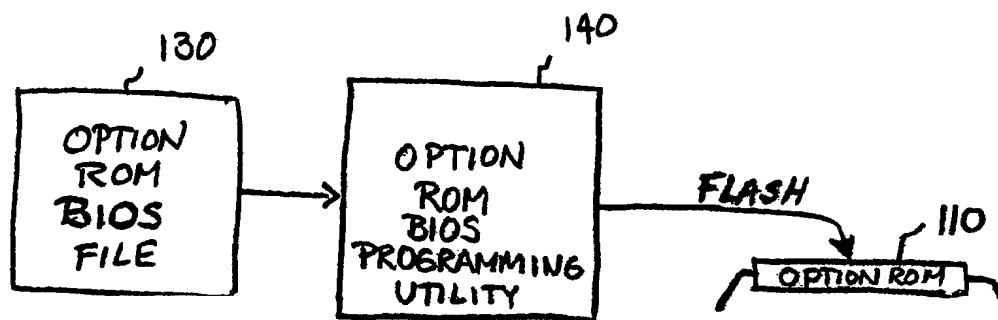 130
OPTION
ROM
BIOS
FILE
140
OPTION
ROM
BIOS
PROGRAMMING
UTILITY
FLASH
110
OPTION ROM